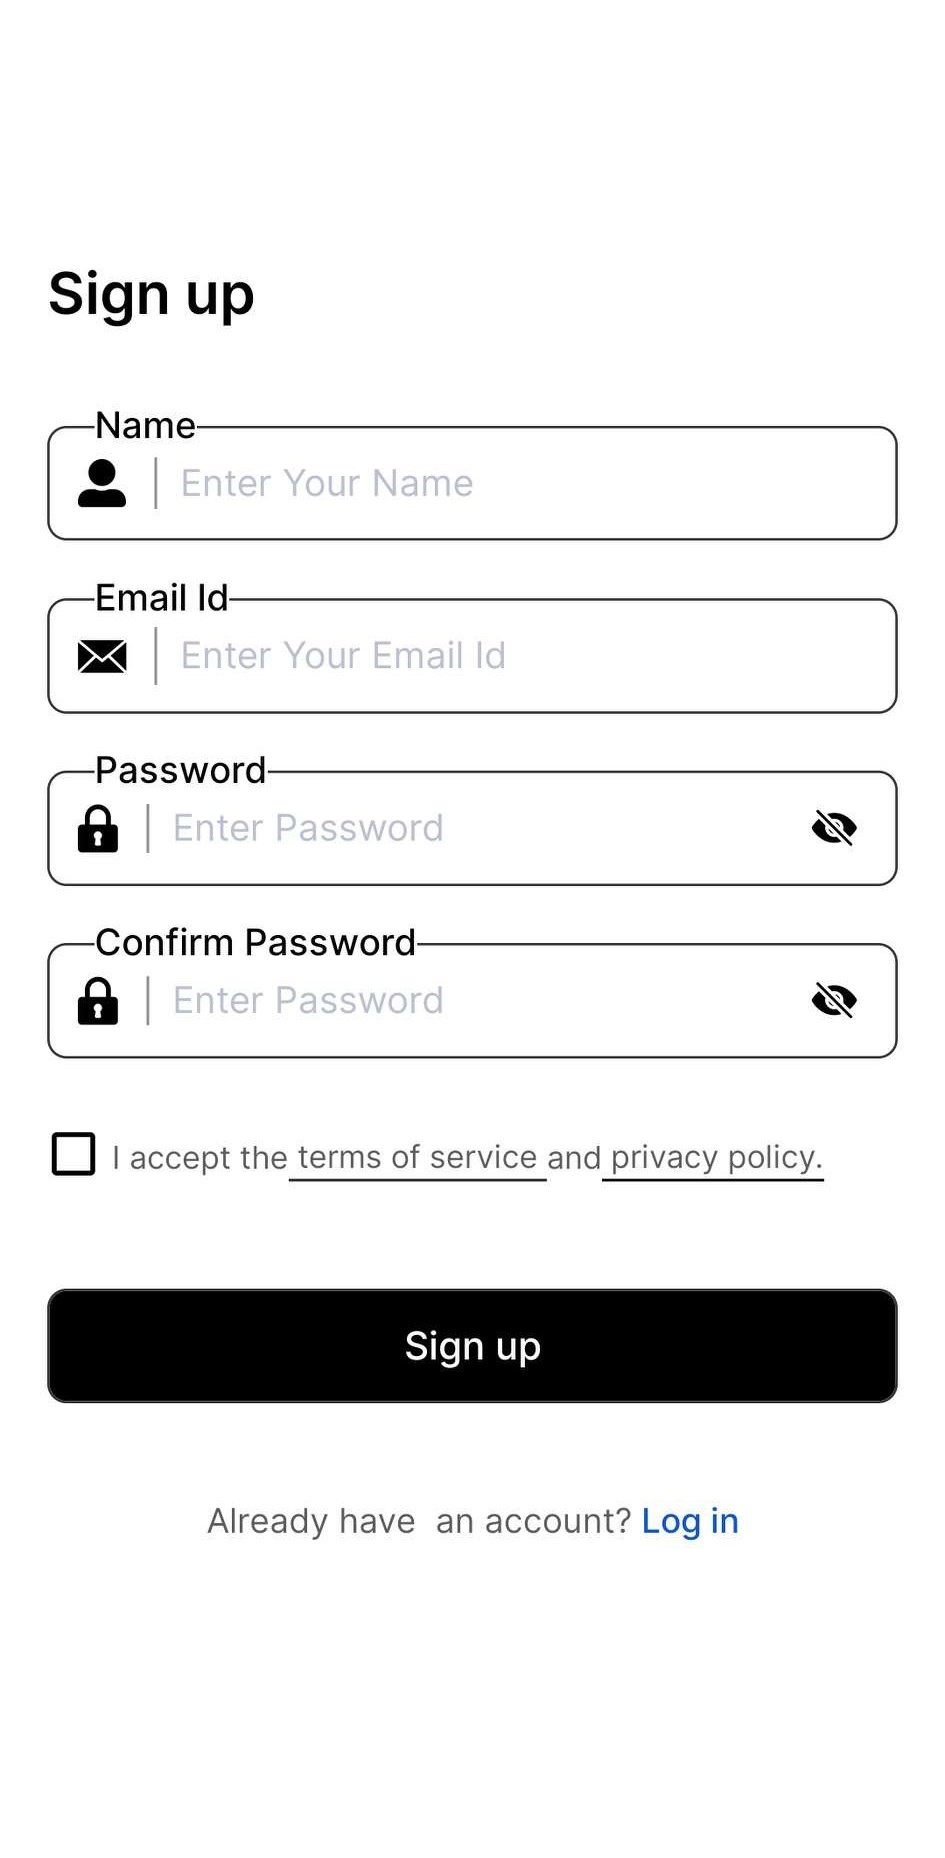 Sign up
Name
Enter Your Name
Email Id
Enter Your Email Id
Password
Enter Password
Confirm Password
Enter Password
I accept the terms of service and privacy policy.
Sign up
Already have  an account? Log in